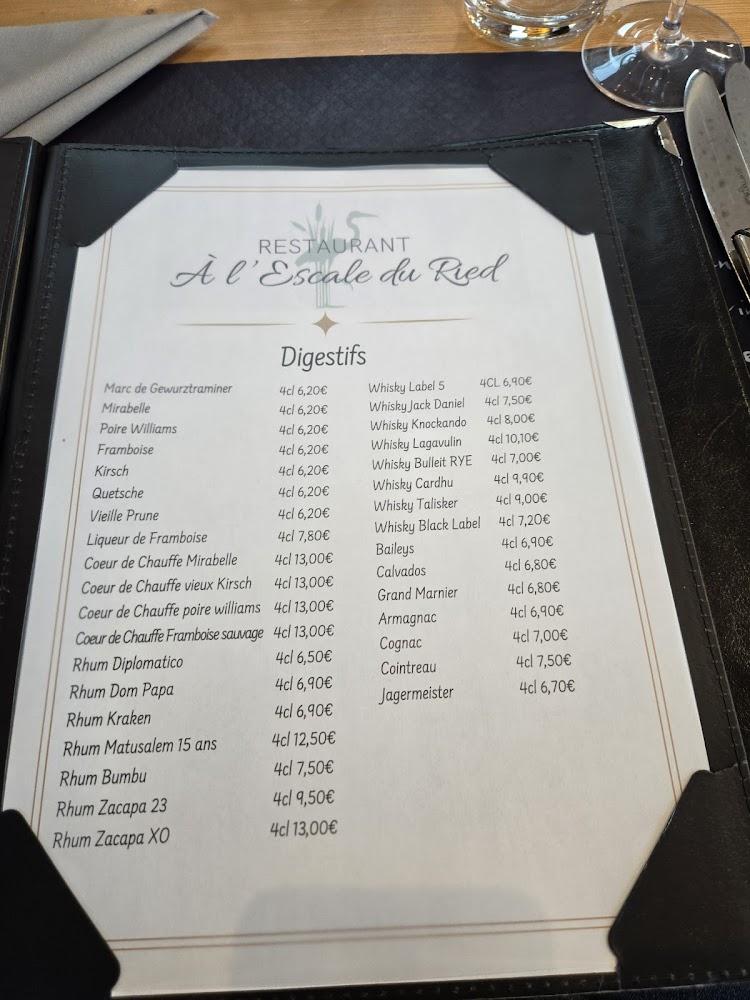 RESTAURANT
À l'Escale du Ried
Digestifs
Marc de Gewurztraminer 4cl 6,20€
Mirabelle 4cl 6,20€
Poire Williams 4cl 6,20€
Framboise 4cl 6,20€
Kirsch 4cl 6,20€
Quetsche 4cl 6,20€
Vieille Prune 4cl 6,20€
Liqueur de Framboise 4cl 7,80€
Coeur de Chauffe Mirabelle 4cl 13,00€
Coeur de Chauffe vieux Kirsch 4cl 13,00€
Coeur de Chauffe poire williams 4cl 13,00€
Coeur de Chauffe Framboise sauvage 4cl 13,00€
Rhum Diplomatico 4cl 6,50€
Rhum Dom Papa 4cl 6,90€
Rhum Kraken 4cl 6,90€
Rhum Matusalem 15 ans 4cl 12,50€
Rhum Bumbu 4cl 7,50€
Rhum Zacapa 23 4cl 9,50€
Rhum Zacapa XO 4cl 13,00€
Whisky Label 5 4CL 6,90€
Whisky Jack Daniel 4cl 7,50€
Whisky Knockando 4cl 8,00€
Whisky Lagavulin 4cl 10,10€
Whisky Bulleit RYE 4cl 7,00€
Whisky Cardhu 4cl 9,90€
Whisky Talisker 4cl 9,00€
Whisky Black Label 4cl 7,20€
Baileys 4cl 6,90€
Calvados 4cl 6,80€
Grand Marnier 4cl 6,80€
Armagnac 4cl 6,90€
Cognac 4cl 7,00€
Cointreau 4cl 7,50€
Jagermeister 4cl 6,70€